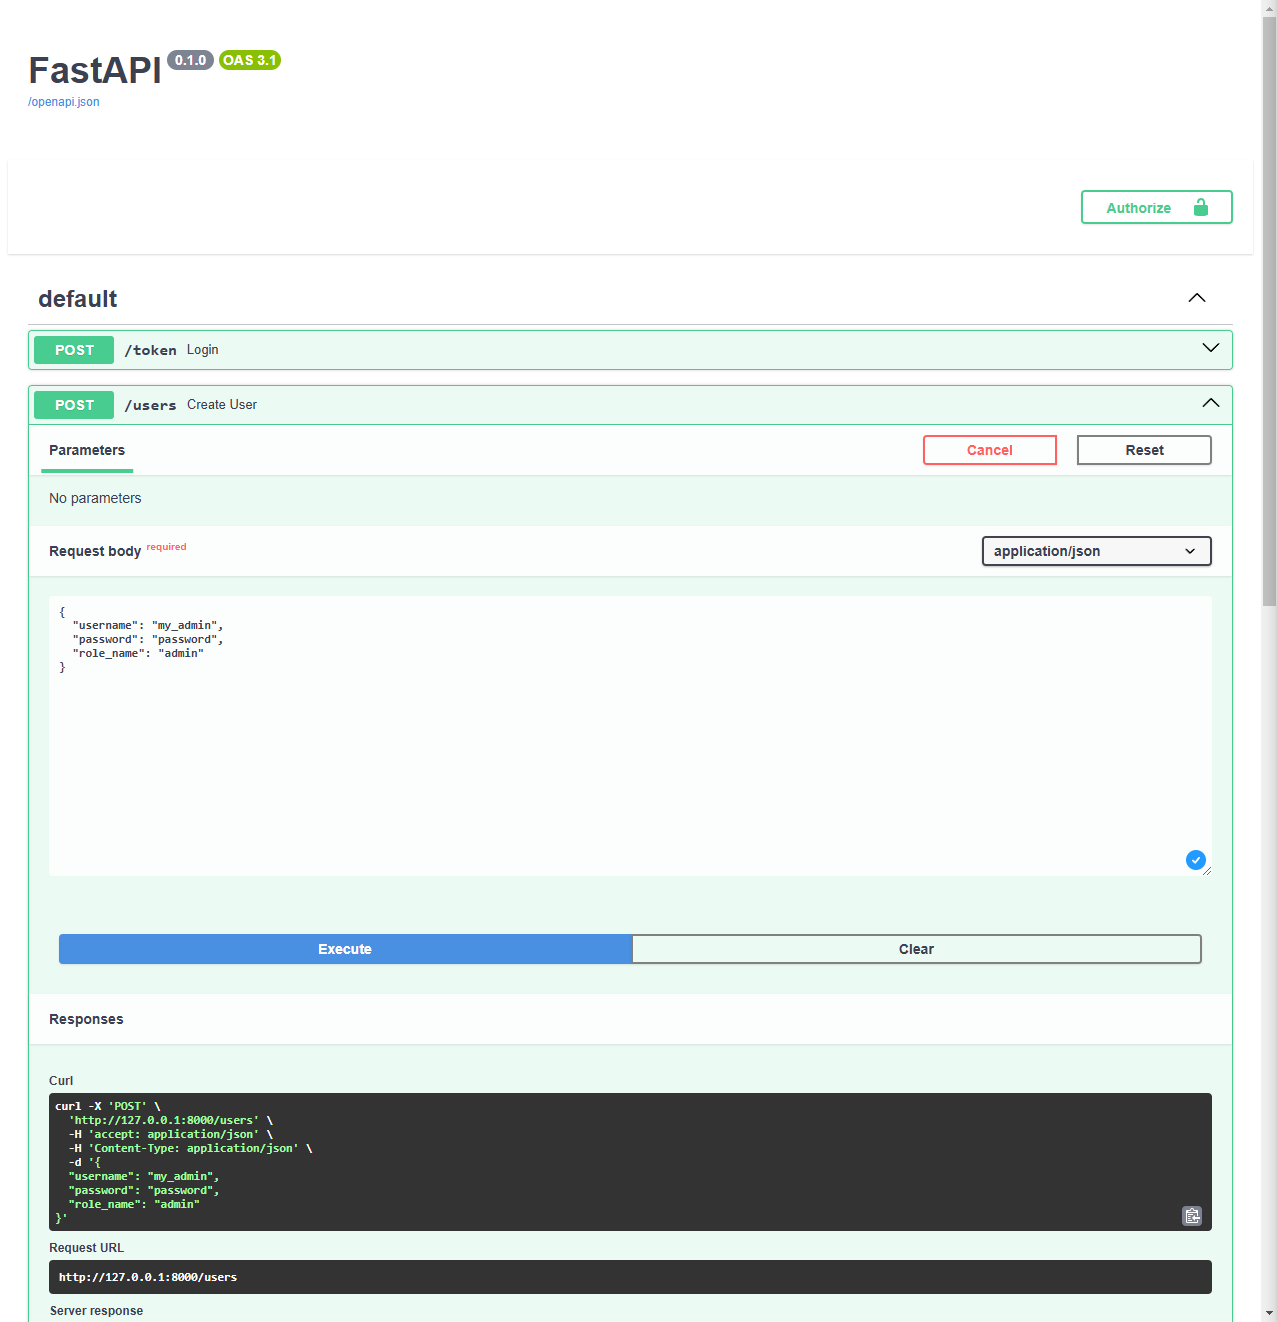 FastAPI 0.1.0 OAS 3.1
/openapi.json
Authorize
default
POST /token Login
POST /users Create User
Parameters Cancel Reset
No parameters
Request body required application/json
{
  "username": "my_admin",
  "password": "password",
  "role_name": "admin"
}
Execute Clear
Responses
Curl
curl -X 'POST' \
  'http://127.0.0.1:8000/users' \
  -H 'accept: application/json' \
  -H 'Content-Type: application/json' \
  -d '{
  "username": "my_admin",
  "password": "password",
  "role_name": "admin"
}'
Request URL
http://127.0.0.1:8000/users
Server response